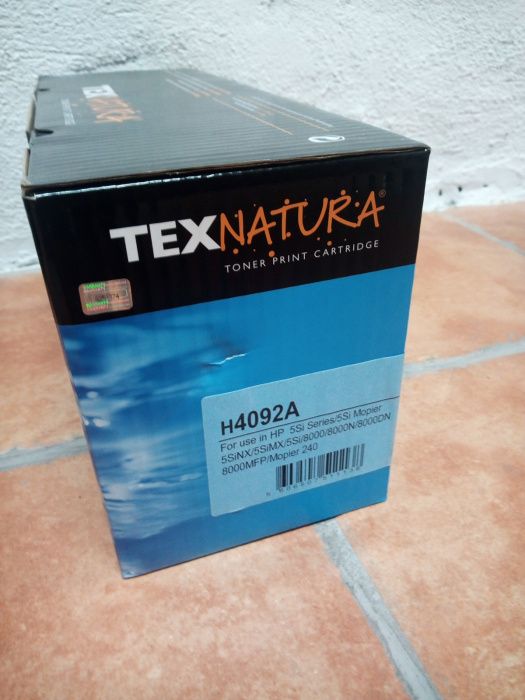 TEXNATURA®
TONER PRINT CARTRIDGE
TEXNATURA
H4092A
For use in HP 5Si Series/5Si Mopier
5SiNX/5SiMX/5Si/8000/8000N/8000DN
8000MFP/Mopier 240